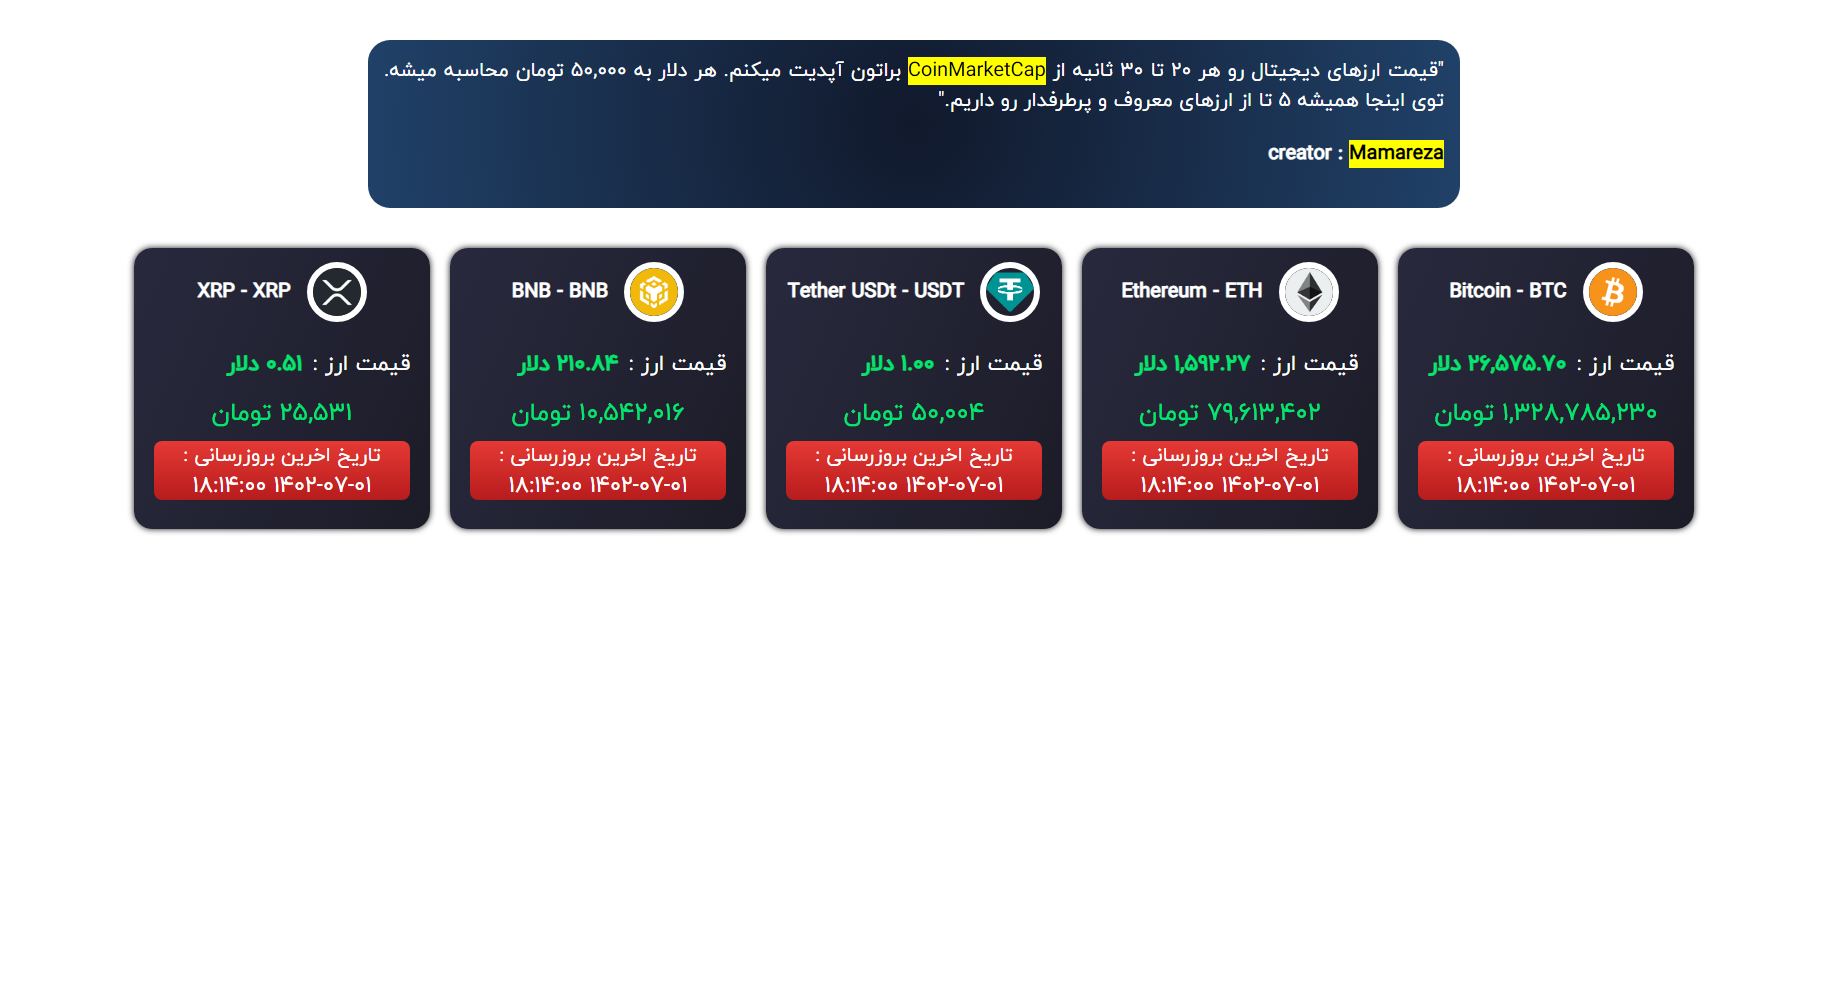 "قیمت ارزهای دیجیتال رو هر ۲۰ تا ۳۰ ثانیه از CoinMarketCap براتون آپدیت میکنم. هر دلار به ۵۰,۰۰۰ تومان محاسبه میشه.
توی اینجا همیشه ۵ تا از ارزهای معروف و پرطرفدار رو داریم."
creator : Mamareza
Bitcoin - BTC
قیمت ارز : ۲۶,۵۷۵.۷۰ دلار
۱,۳۲۸,۷۸۵,۲۳۰ تومان
تاریخ اخرین بروزرسانی :
۱۴۰۲-۰۷-۰۱ ۱۸:۱۴:۰۰
Ethereum - ETH
قیمت ارز : ۱,۵۹۲.۲۷ دلار
۷۹,۶۱۳,۴۰۲ تومان
تاریخ اخرین بروزرسانی :
۱۴۰۲-۰۷-۰۱ ۱۸:۱۴:۰۰
Tether USDt - USDT
قیمت ارز : ۱.۰۰ دلار
۵۰,۰۰۴ تومان
تاریخ اخرین بروزرسانی :
۱۴۰۲-۰۷-۰۱ ۱۸:۱۴:۰۰
BNB - BNB
قیمت ارز : ۲۱۰.۸۴ دلار
۱۰,۵۴۲,۰۱۶ تومان
تاریخ اخرین بروزرسانی :
۱۴۰۲-۰۷-۰۱ ۱۸:۱۴:۰۰
XRP - XRP
قیمت ارز : ۰.۵۱ دلار
۲۵,۵۳۱ تومان
تاریخ اخرین بروزرسانی :
۱۴۰۲-۰۷-۰۱ ۱۸:۱۴:۰۰